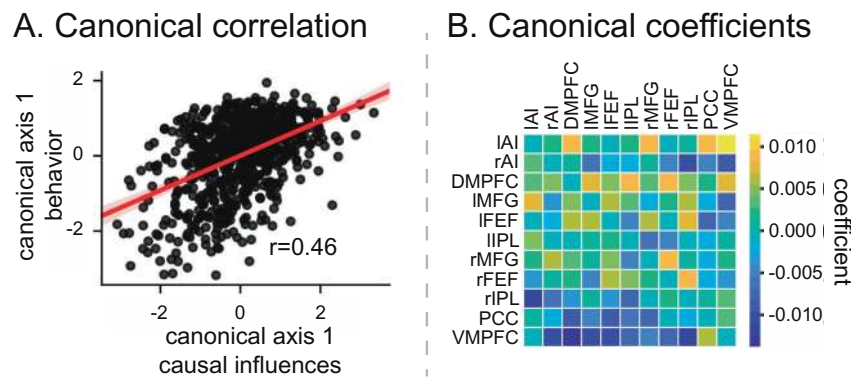 A. Canonical correlation
canonical axis 1
behavior
2
0
-2
r=0.46
-2
0
2
canonical axis 1
causal influences
B. Canonical coefficients
lAI
rAI
DMPFC
lMFG
lFEF
lIPL
rMFG
rFEF
rIPL
PCC
VMPFC
lAI
rAI
DMPFC
lMFG
lFEF
lIPL
rMFG
rFEF
rIPL
PCC
VMPFC
0.010
0.005
0.000
-0.005
-0.010
coefficient